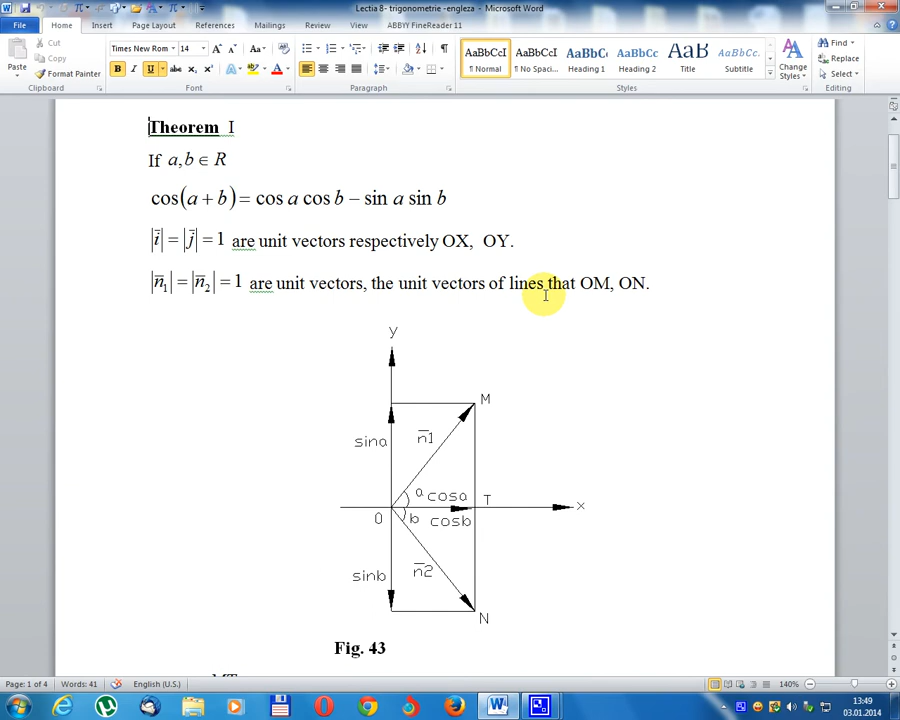 Lectia 8- trigonometrie -engleza - Microsoft Word
File Home Insert Page Layout References Mailings Review View ABBYY FineReader 11
Paste Cut Copy Format Painter Clipboard
Times New Rom 14 Font
Paragraph
AaBbCcI AaBbCcI AaBbC AaBbCc AaB AaBbCc.
¶ Normal ¶ No Spaci... Heading 1 Heading 2 Title Subtitle Change Styles Styles
Find Replace Select Editing
Theorem I
If a, b ∈ R
cos(a + b) = cos a cos b − sin a sin b
|i̅| = |j̅| = 1 are unit vectors respectively OX, OY.
|n̅₁| = |n̅₂| = 1 are unit vectors, the unit vectors of lines that OM, ON.
y
M
n̅1
sina
a cosa T x
O b cosb
sinb n̅2
N
Fig. 43
Page: 1 of 4 Words: 41 English (U.S.) 140%
13:49
03.01.2014